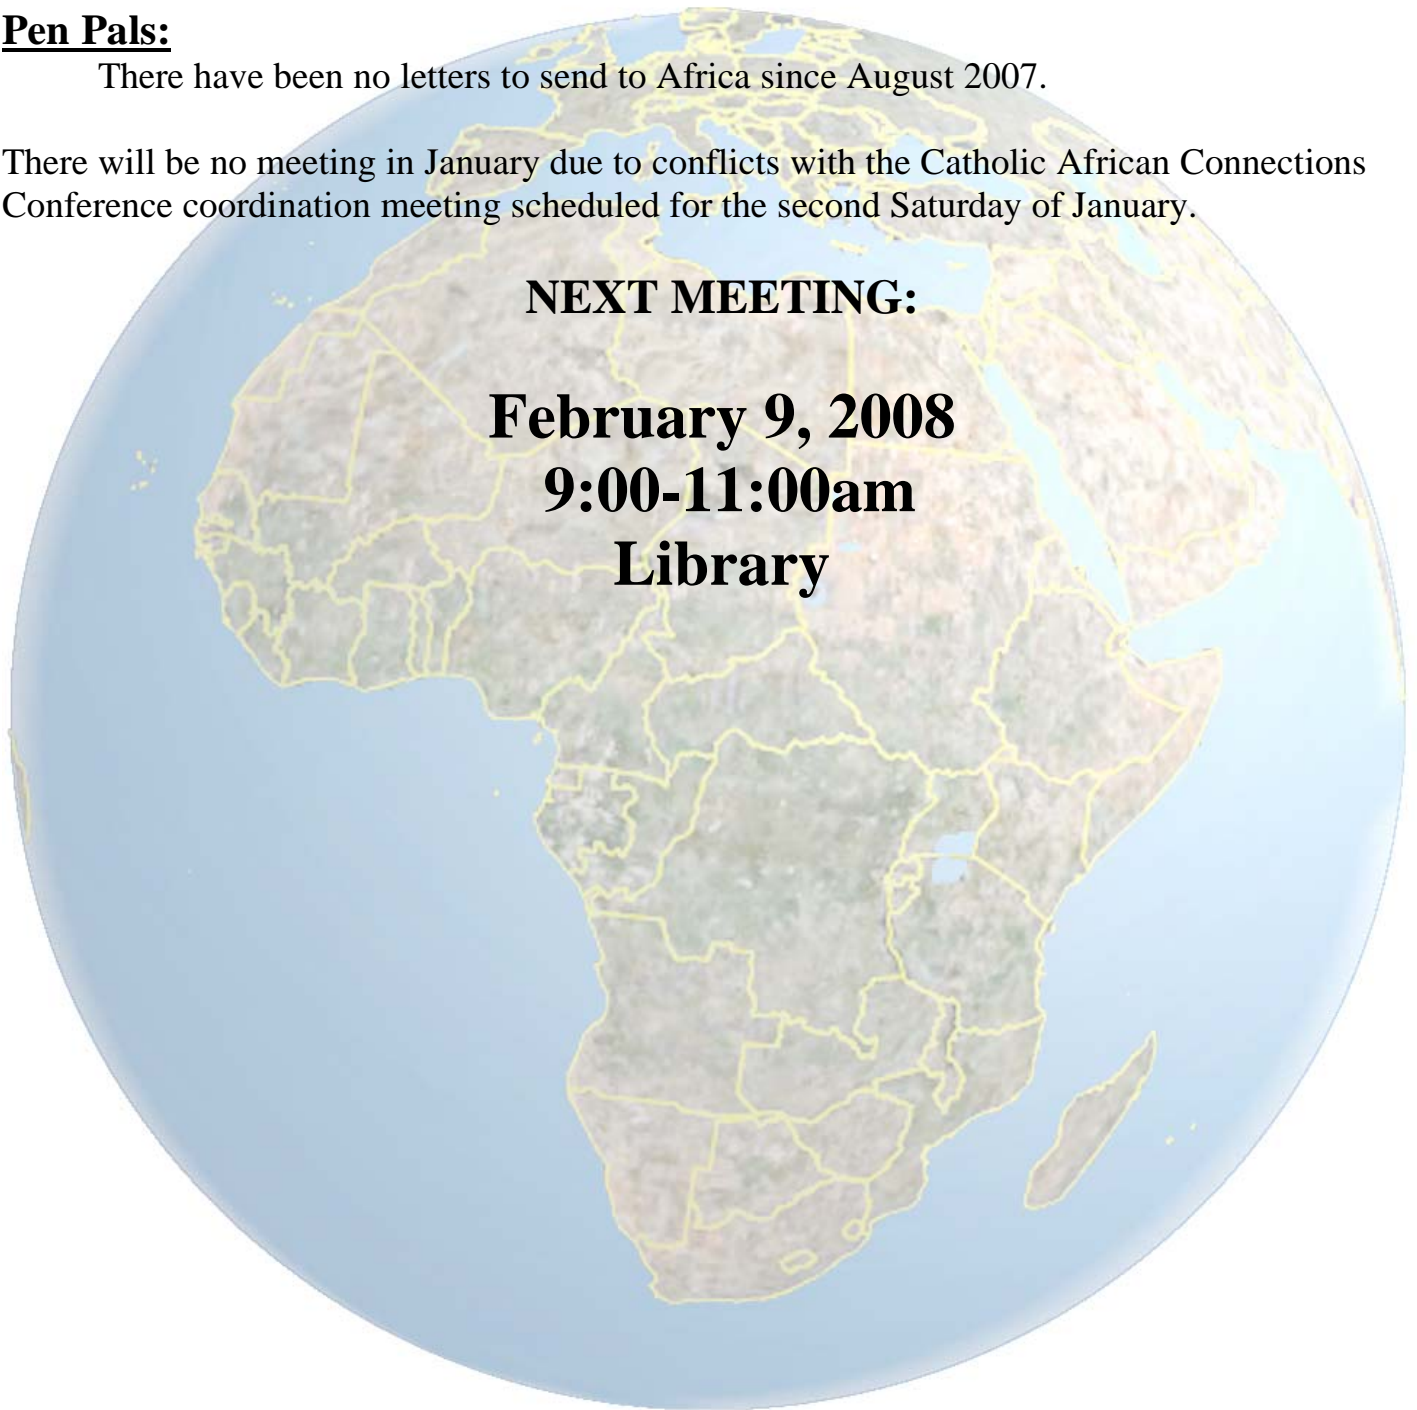 Pen Pals:
There have been no letters to send to Africa since August 2007.
There will be no meeting in January due to conflicts with the Catholic African Connections
Conference coordination meeting scheduled for the second Saturday of January.
NEXT MEETING:
February 9, 2008
9:00-11:00am
Library